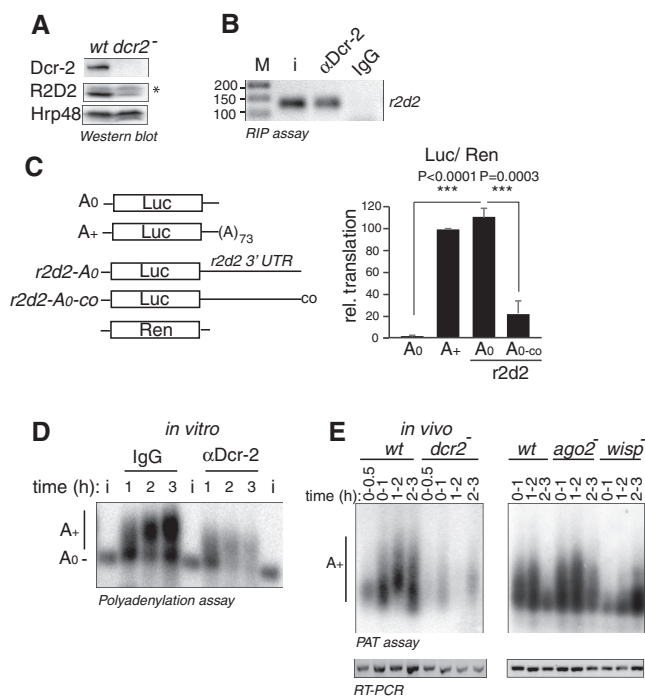 A
wt dcr2-
Dcr-2
R2D2 *
Hrp48
Western blot
B
M i αDcr-2 IgG
200
150
100
r2d2
RIP assay
C
A0 Luc
A+ Luc (A)73
r2d2-A0 Luc r2d2 3' UTR
r2d2-A0-co Luc co
Ren
Luc/ Ren
P<0.0001 P=0.0003
*** ***
rel. translation
120
100
80
60
40
20
0
A0 A+ A0 A0-co
r2d2
D
in vitro
IgG αDcr-2
time (h): i 1 2 3 i 1 2 3 i
A+
A0 -
Polyadenylation assay
E
in vivo
wt dcr2- wt ago2- wisp-
time (h): 0-0.5 0-1 1-2 2-3 0-0.5 0-1 1-2 2-3 0-1 1-2 2-3 0-1 1-2 2-3 0-1 1-2 2-3
A+
PAT assay
RT-PCR